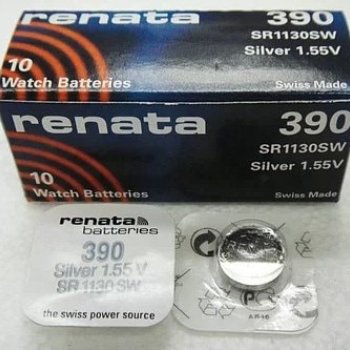 renata 390
SR1130SW
Silver 1.55V
10
Watch Batteries
Swiss Made
renata 390
SR1130SW
Silver 1.55V
10
Watch Batteries
Swiss Made
renata
batteries
390
Silver 1.55 V
SR 1130 SW
the swiss power source